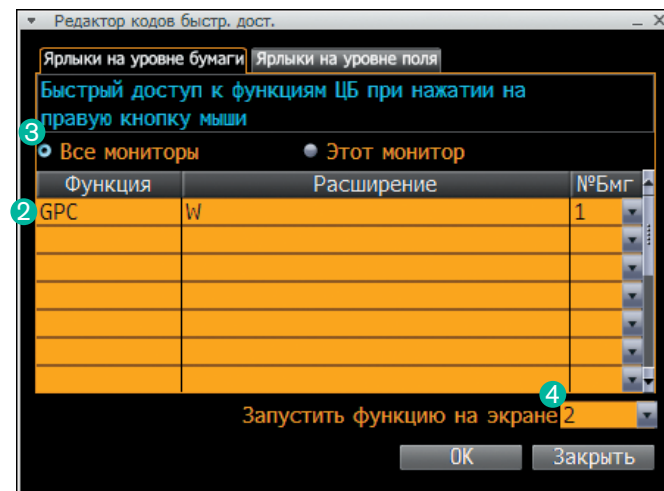 Редактор кодов быстр. дост.
Ярлыки на уровне бумаги Ярлыки на уровне поля
Быстрый доступ к функциям ЦБ при нажатии на
правую кнопку мыши
3
Все мониторы Этот монитор
Функция Расширение №Бмг
2 GPC W 1
4
Запустить функцию на экране 2
OK Закрыть